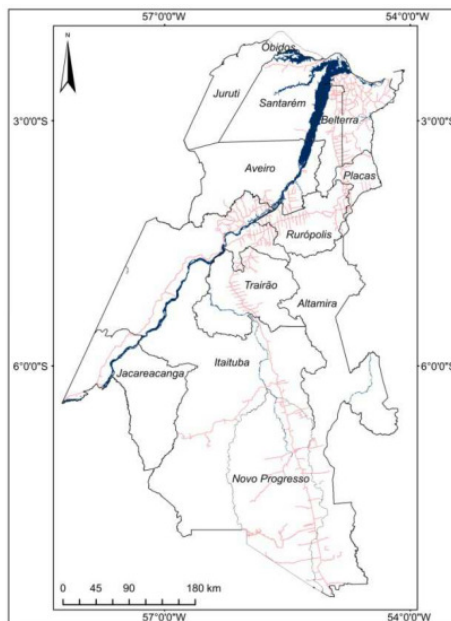 57°0'0"W 54°0'0"W
N
Óbidos
Juruti
Santarém
3°0'0"S 3°0'0"S
Belterra
Aveiro
Placas
Rurópolis
Trairão
Altamira
Itaituba
6°0'0"S 6°0'0"S
Jacareacanga
Novo Progresso
0 45 90 180 km
57°0'0"W 54°0'0"W